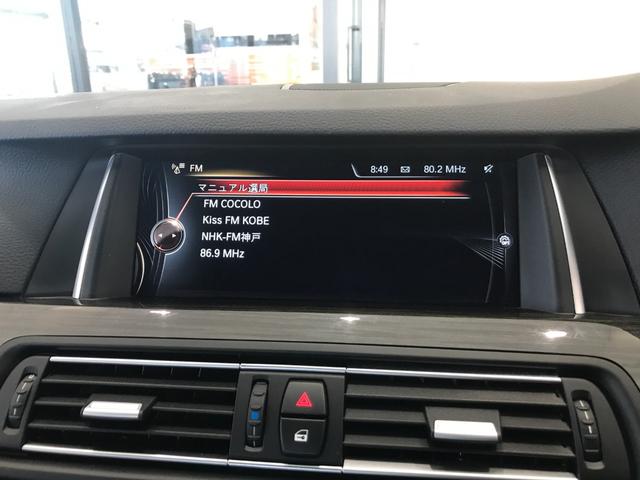 FM 8:49 80.2 MHz
マニュアル選局
FM COCOLO
Kiss FM KOBE
NHK-FM神戸
86.9 MHz